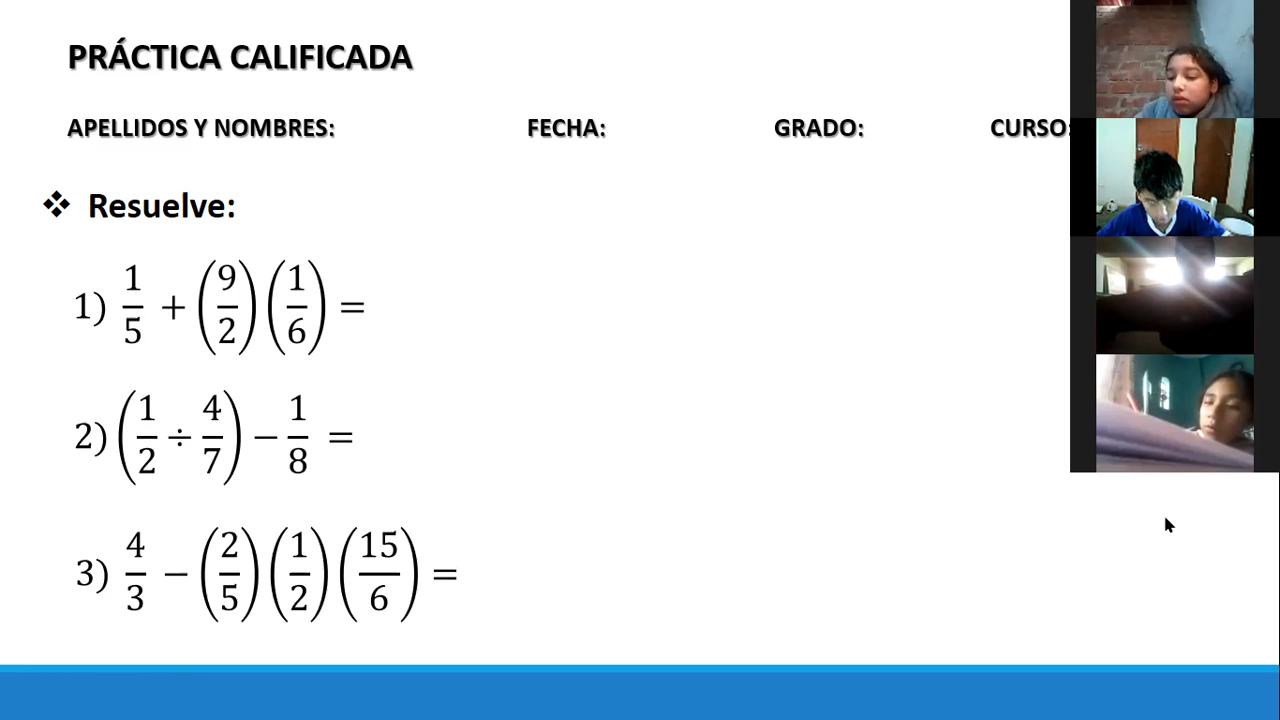 PRÁCTICA CALIFICADA
APELLIDOS Y NOMBRES: FECHA: GRADO: CURSO:
❖ Resuelve:
1) 1/5 + (9/2)(1/6) =
2) (1/2 ÷ 4/7) − 1/8 =
3) 4/3 − (2/5)(1/2)(15/6) =